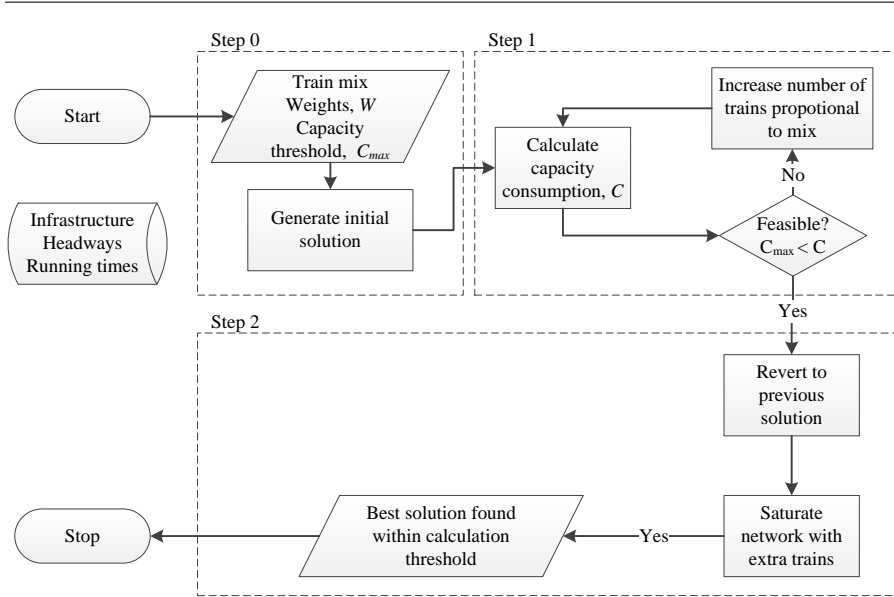 Step 0
Step 1
Start
Train mix
Weights, W
Capacity
threshold, Cmax
Generate initial
solution
Infrastructure
Headways
Running times
Calculate
capacity
consumption, C
Increase number of
trains propotional
to mix
No
Feasible?
Cmax < C
Yes
Step 2
Revert to
previous
solution
Saturate
network with
extra trains
Yes
Best solution found
within calculation
threshold
Stop